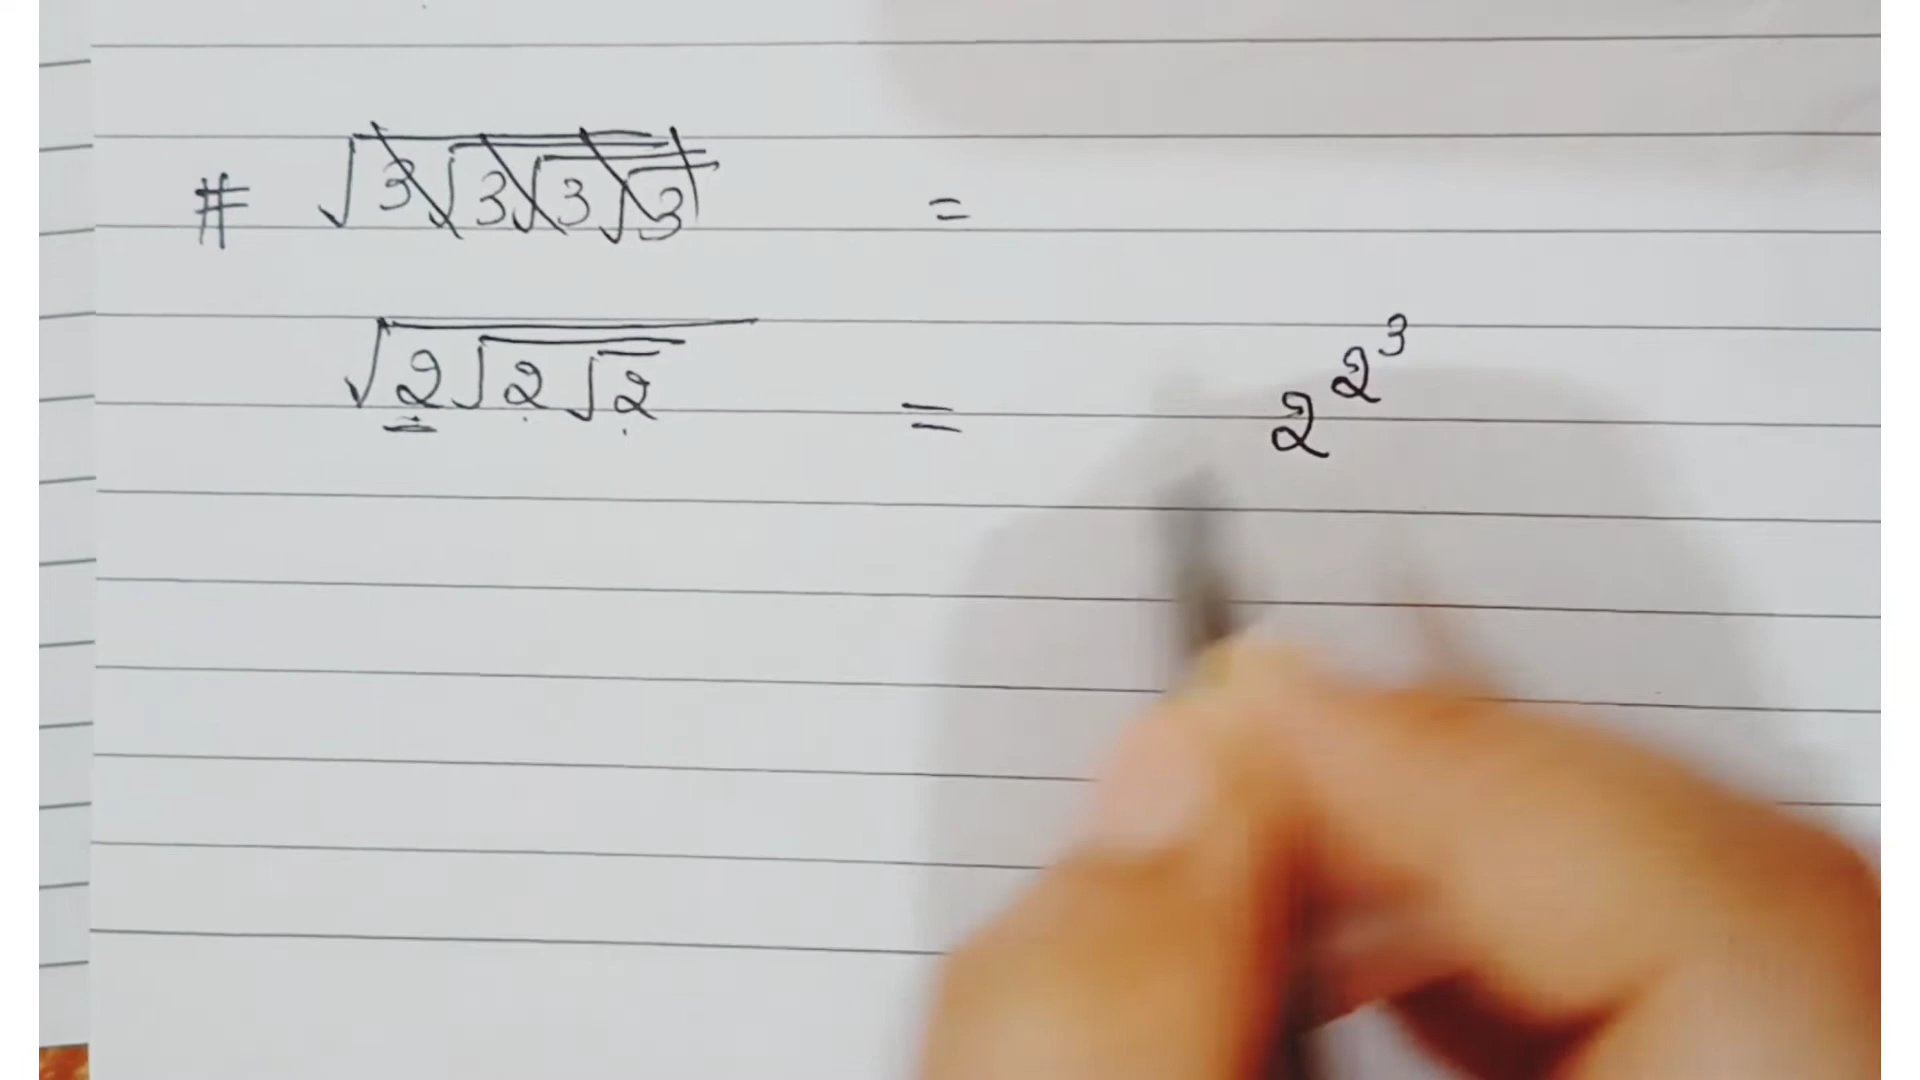 # √3√3√3√3 =
√2√2√2 = 2^2^3